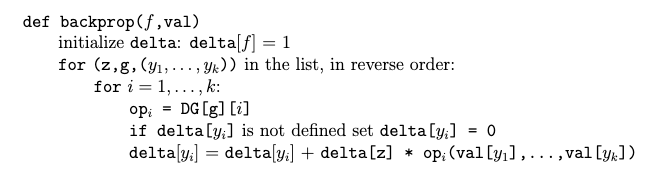 def backprop(f,val)
initialize delta: delta[f] = 1
for (z,g,(y₁,...,yₖ)) in the list, in reverse order:
for i = 1,...,k:
opᵢ = DG[g][i]
if delta[yᵢ] is not defined set delta[yᵢ] = 0
delta[yᵢ] = delta[yᵢ] + delta[z] * opᵢ(val[y₁],...,val[yₖ])